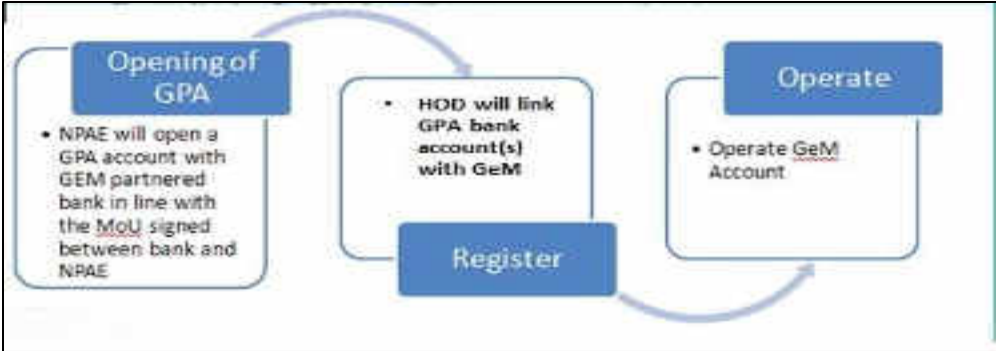 Opening of
GPA
• NPAE will open a
GPA account with
GEM partnered
bank in line with
the MoU signed
between bank and
NPAE
• HOD will link
GPA bank
account(s)
with GeM
Register
Operate
• Operate GeM
Account